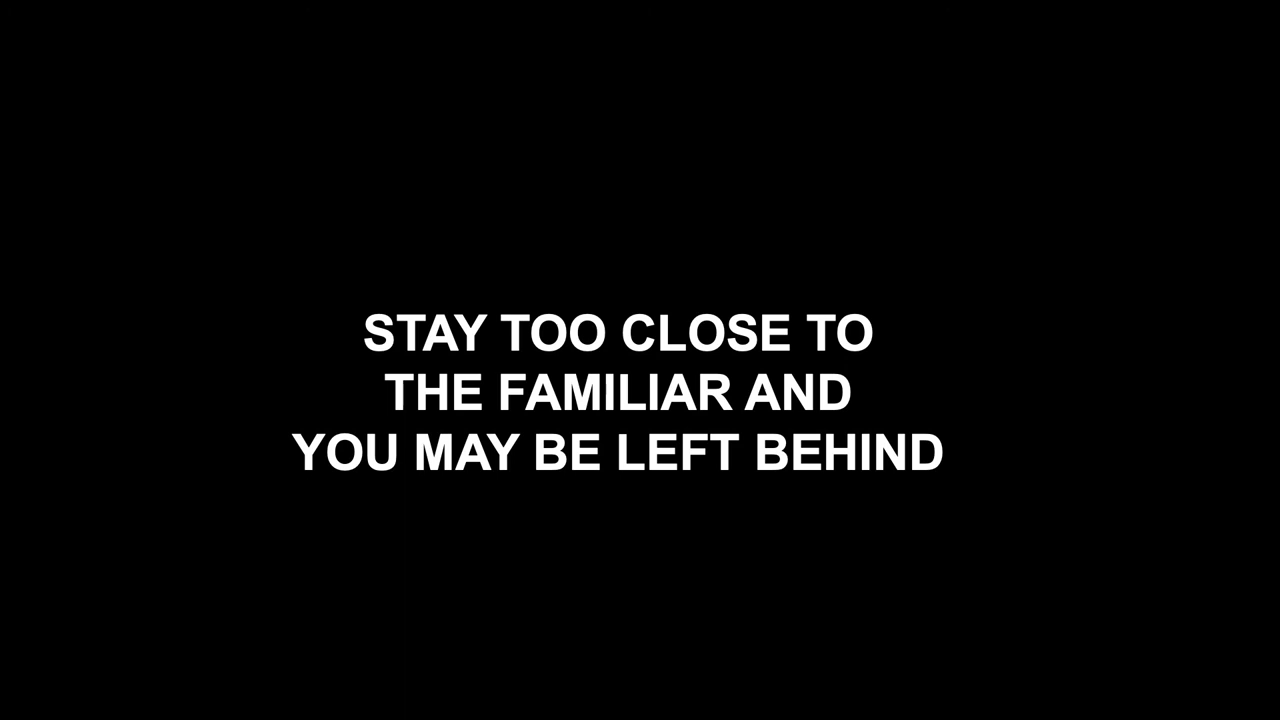 STAY TOO CLOSE TO
THE FAMILIAR AND
YOU MAY BE LEFT BEHIND